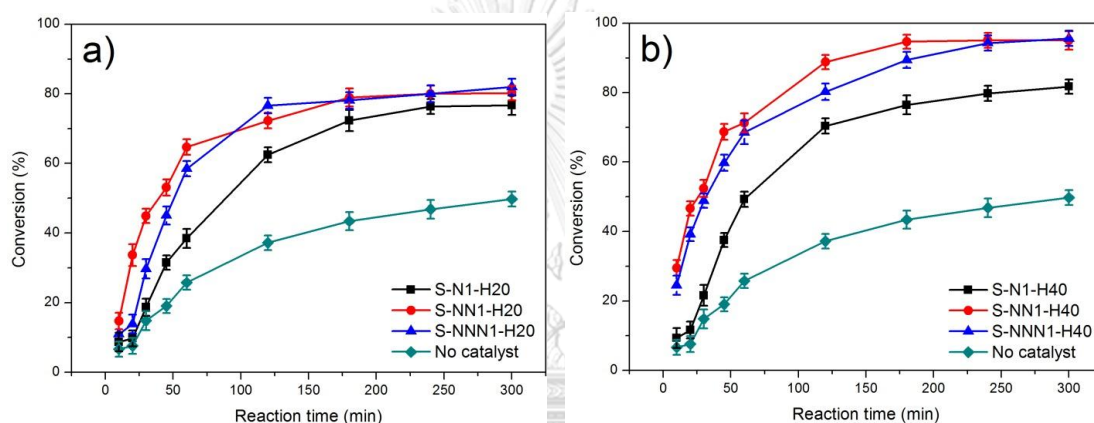 a)
Conversion (%)
100
80
60
40
20
0
S-N1-H20
S-NN1-H20
S-NNN1-H20
No catalyst
0 50 100 150 200 250 300
Reaction time (min)
b)
Conversion (%)
100
80
60
40
20
0
S-N1-H40
S-NN1-H40
S-NNN1-H40
No catalyst
0 50 100 150 200 250 300
Reaction time (min)